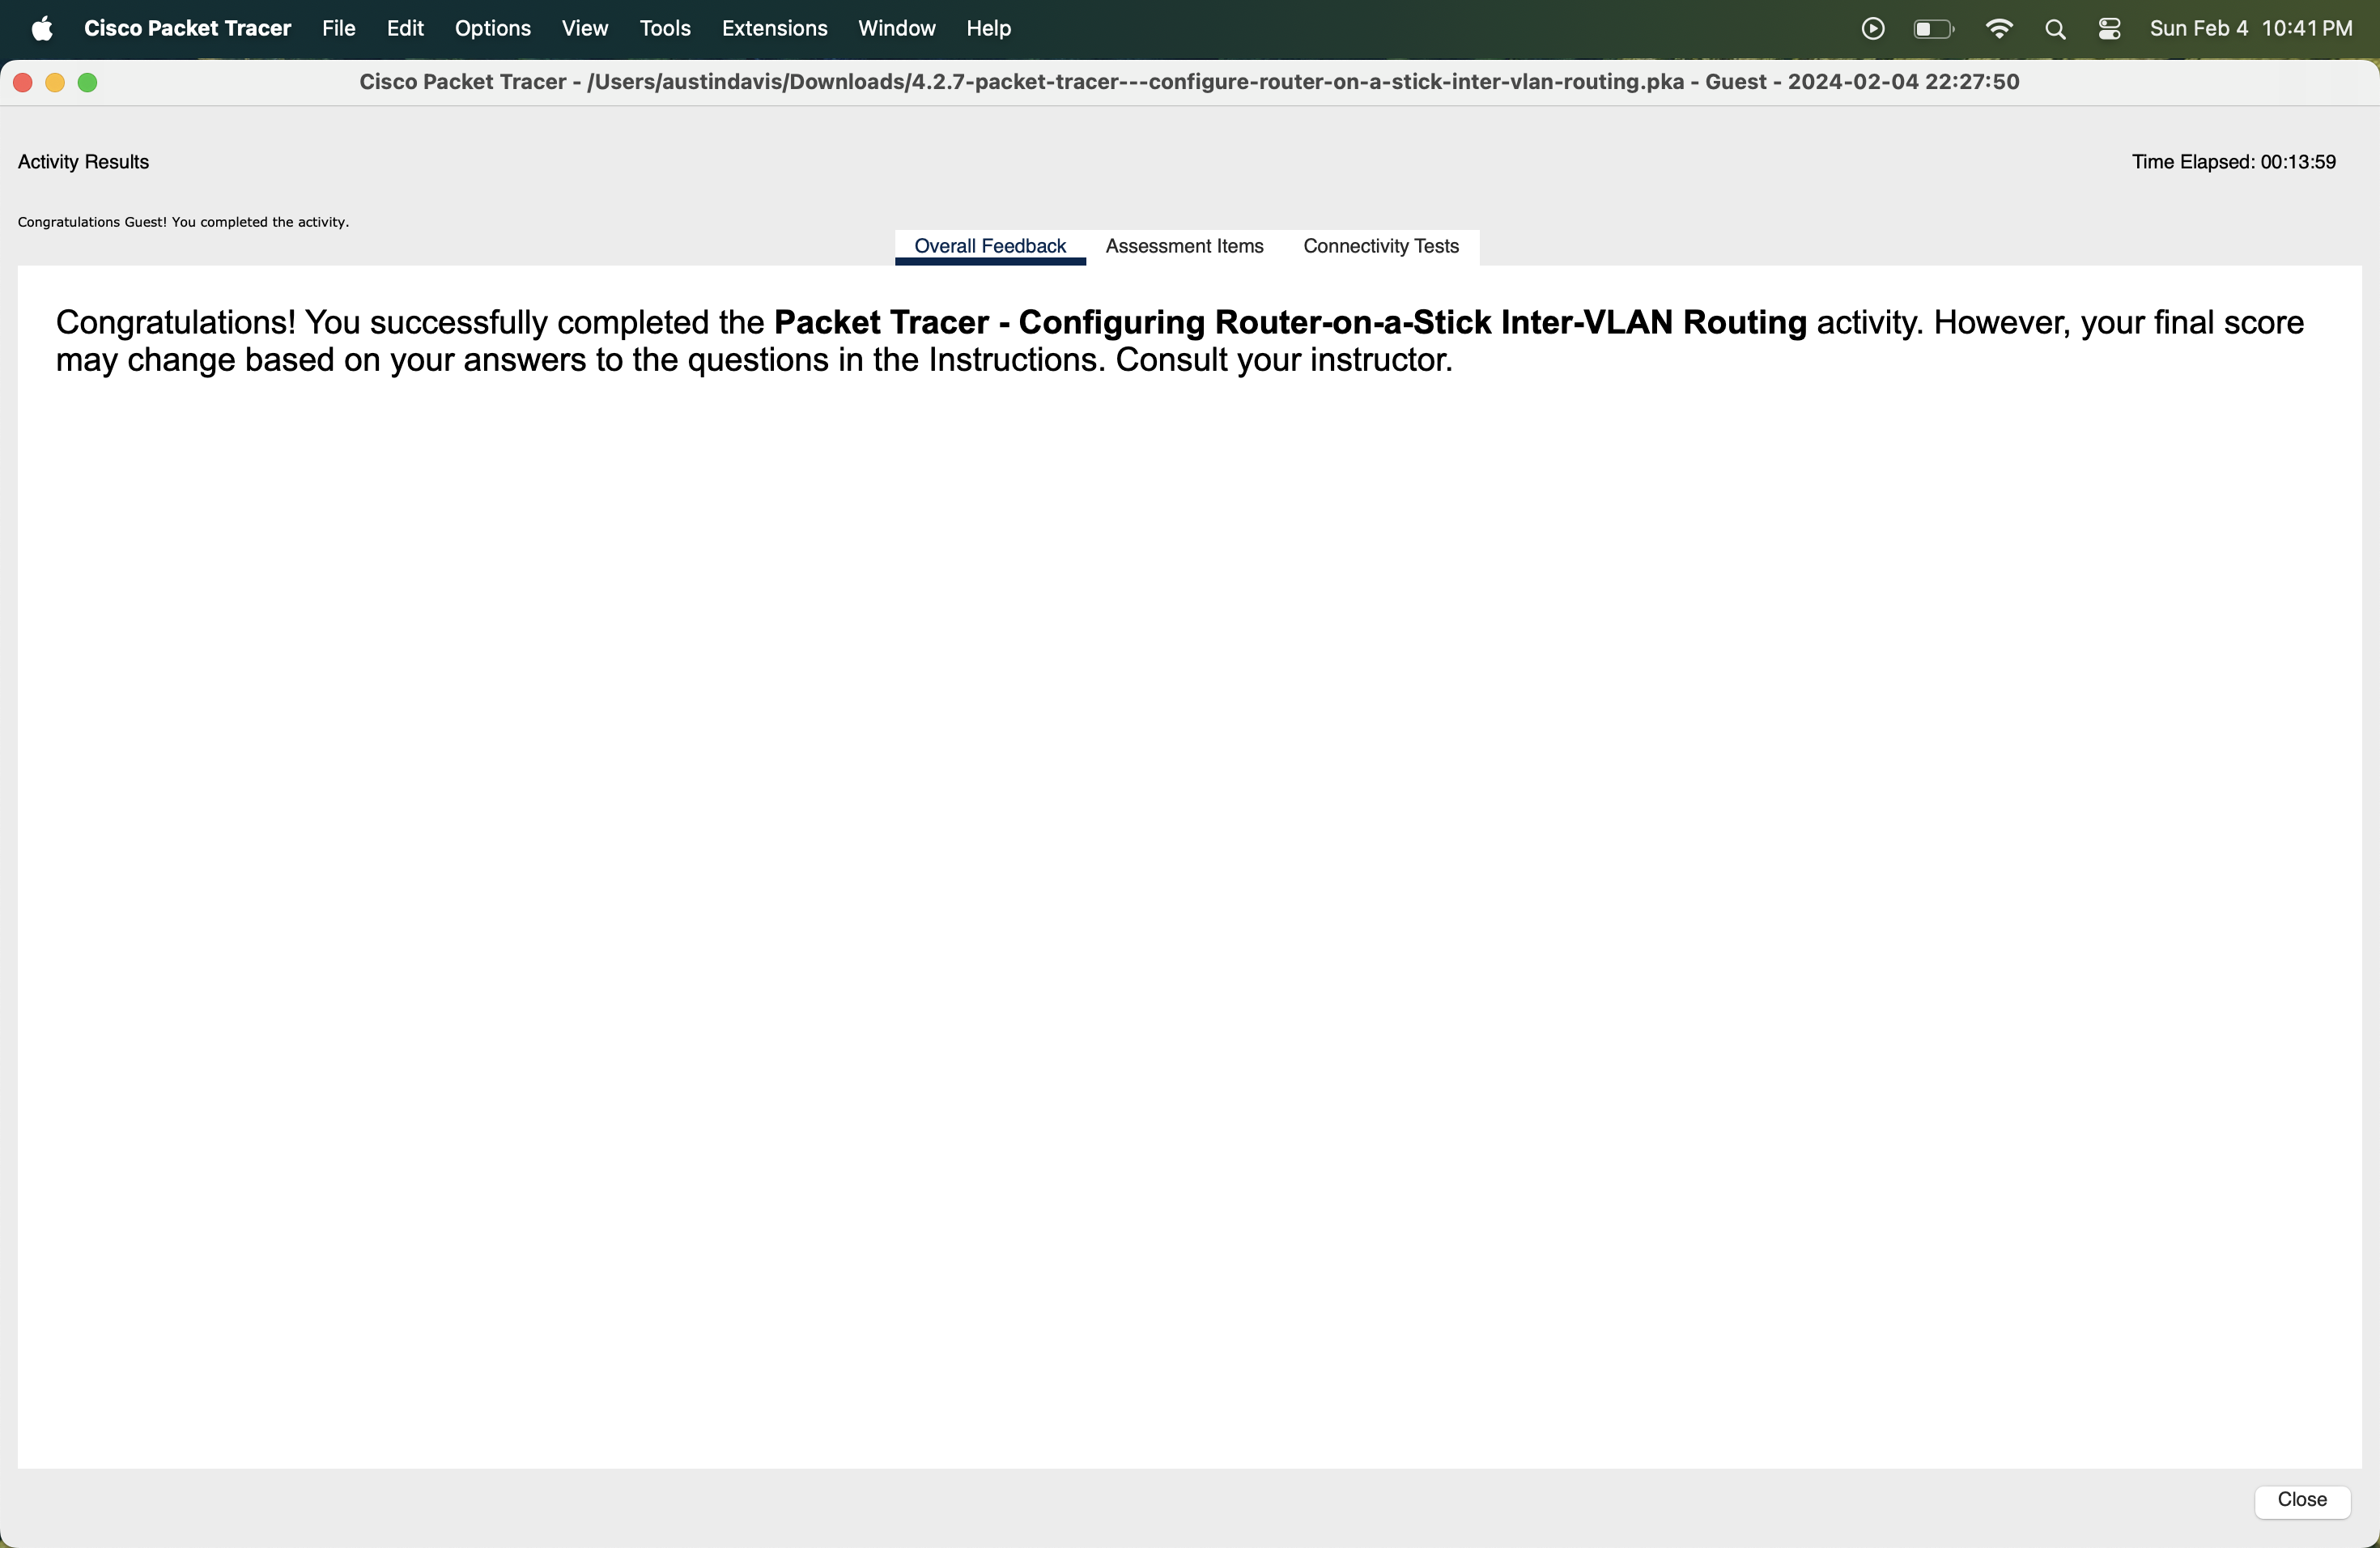 Cisco Packet Tracer File Edit Options View Tools Extensions Window Help Sun Feb 4 10:41 PM
Cisco Packet Tracer - /Users/austindavis/Downloads/4.2.7-packet-tracer---configure-router-on-a-stick-inter-vlan-routing.pka - Guest - 2024-02-04 22:27:50
Activity Results Time Elapsed: 00:13:59
Congratulations Guest! You completed the activity.
Overall Feedback Assessment Items Connectivity Tests
Congratulations! You successfully completed the Packet Tracer - Configuring Router-on-a-Stick Inter-VLAN Routing activity. However, your final score
may change based on your answers to the questions in the Instructions. Consult your instructor.
Close